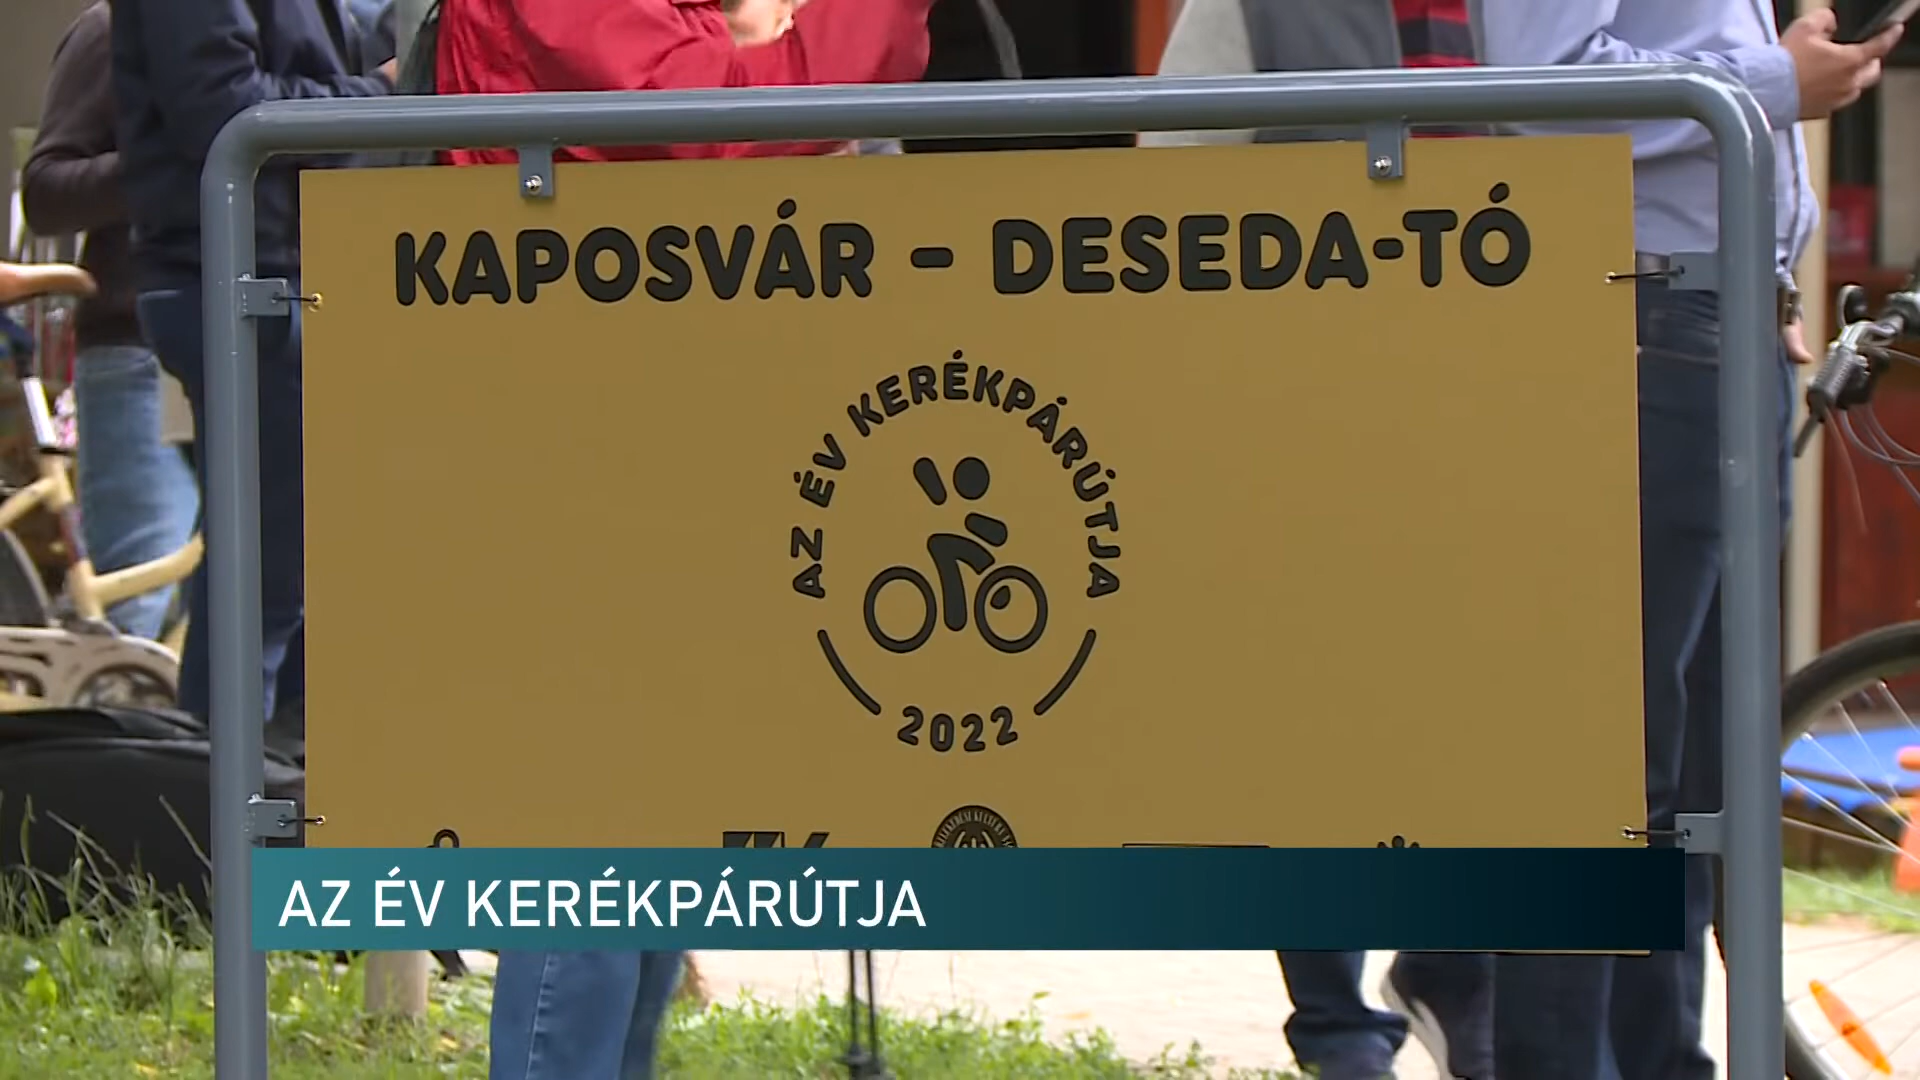 KAPOSVÁR - DESEDA-TÓ
AZ ÉV KERÉKPÁRÚTJA
2022
AZ ÉV KERÉKPÁRÚTJA